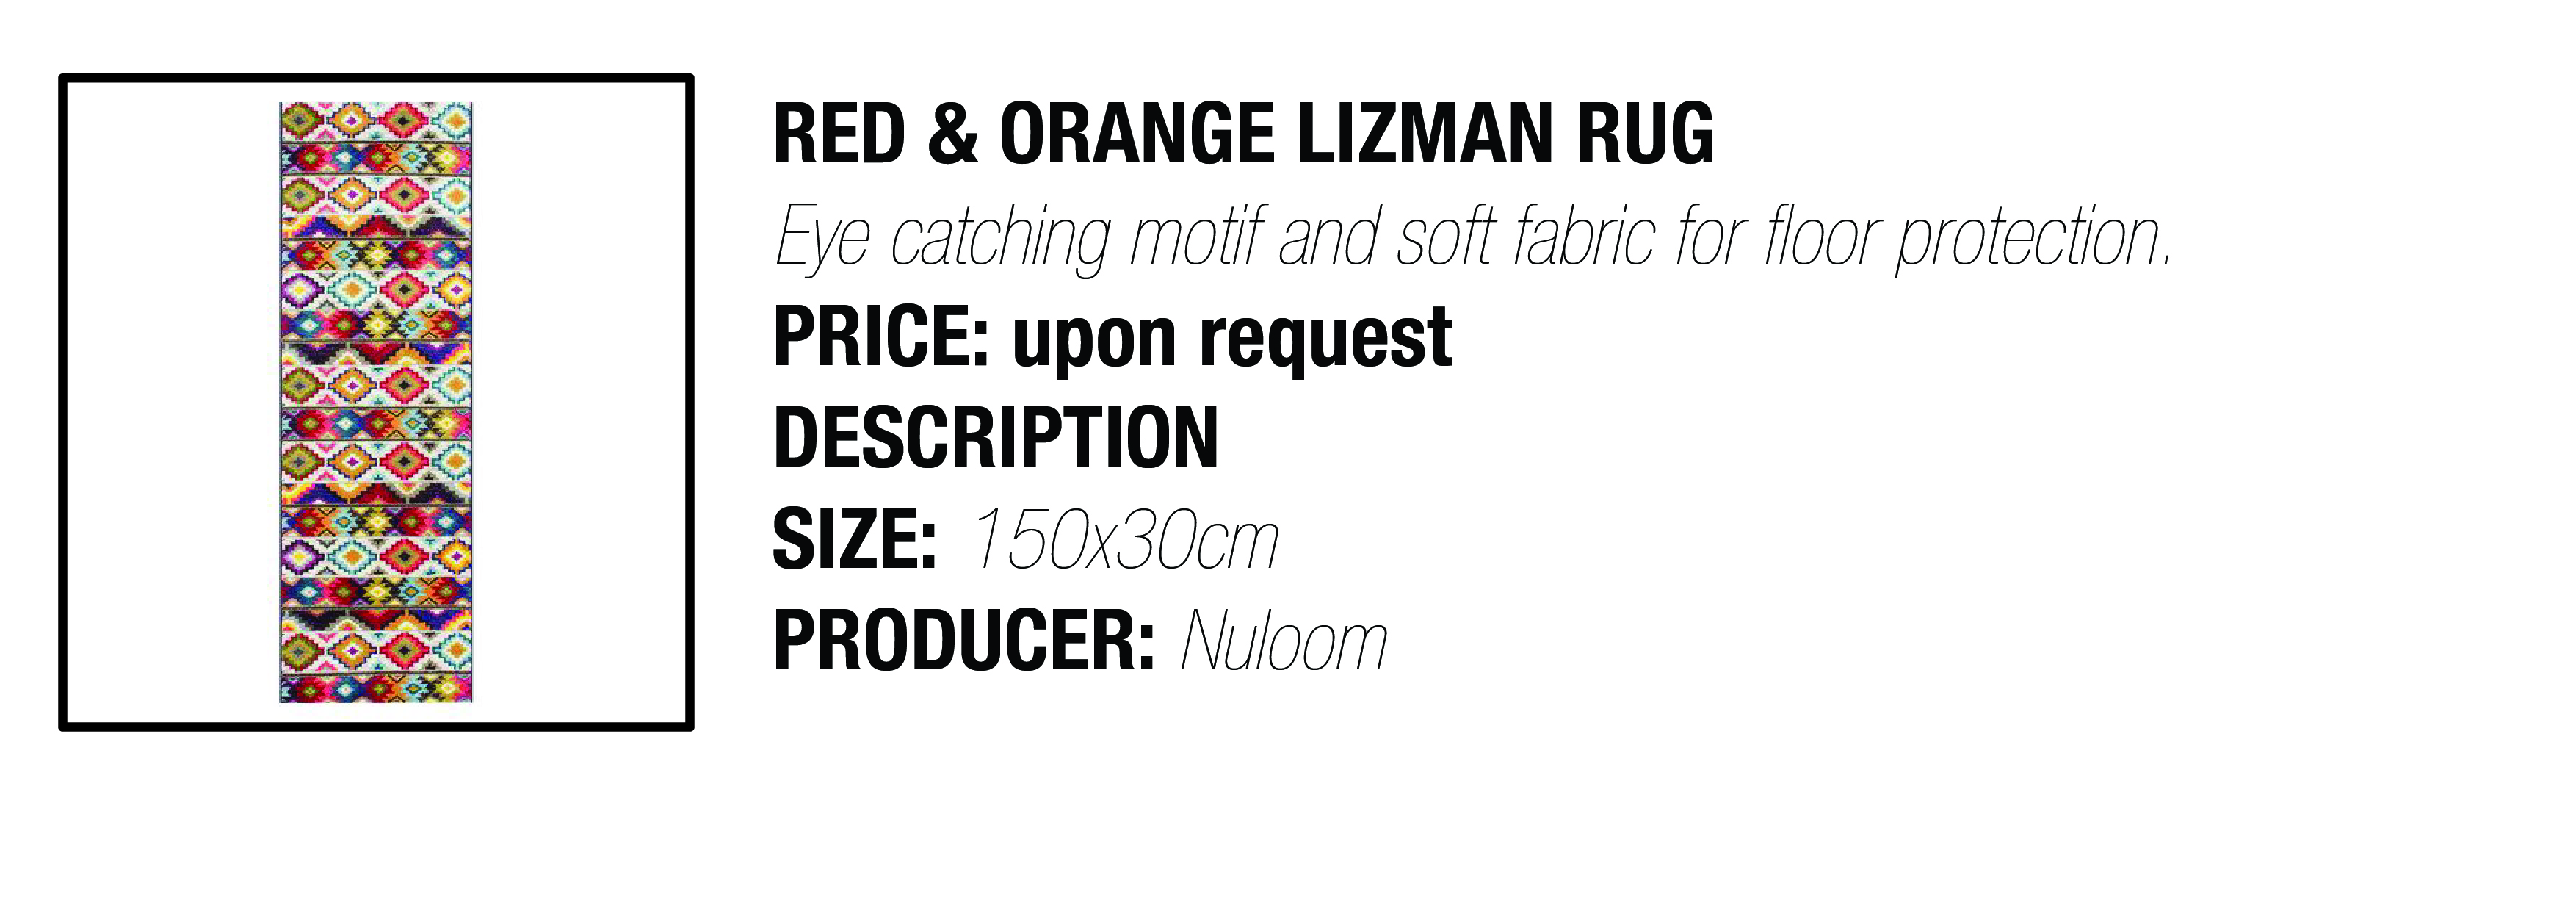 RED & ORANGE LIZMAN RUG
Eye catching motif and soft fabric for floor protection.
PRICE: upon request
DESCRIPTION
SIZE: 150x30cm
PRODUCER: Nuloom